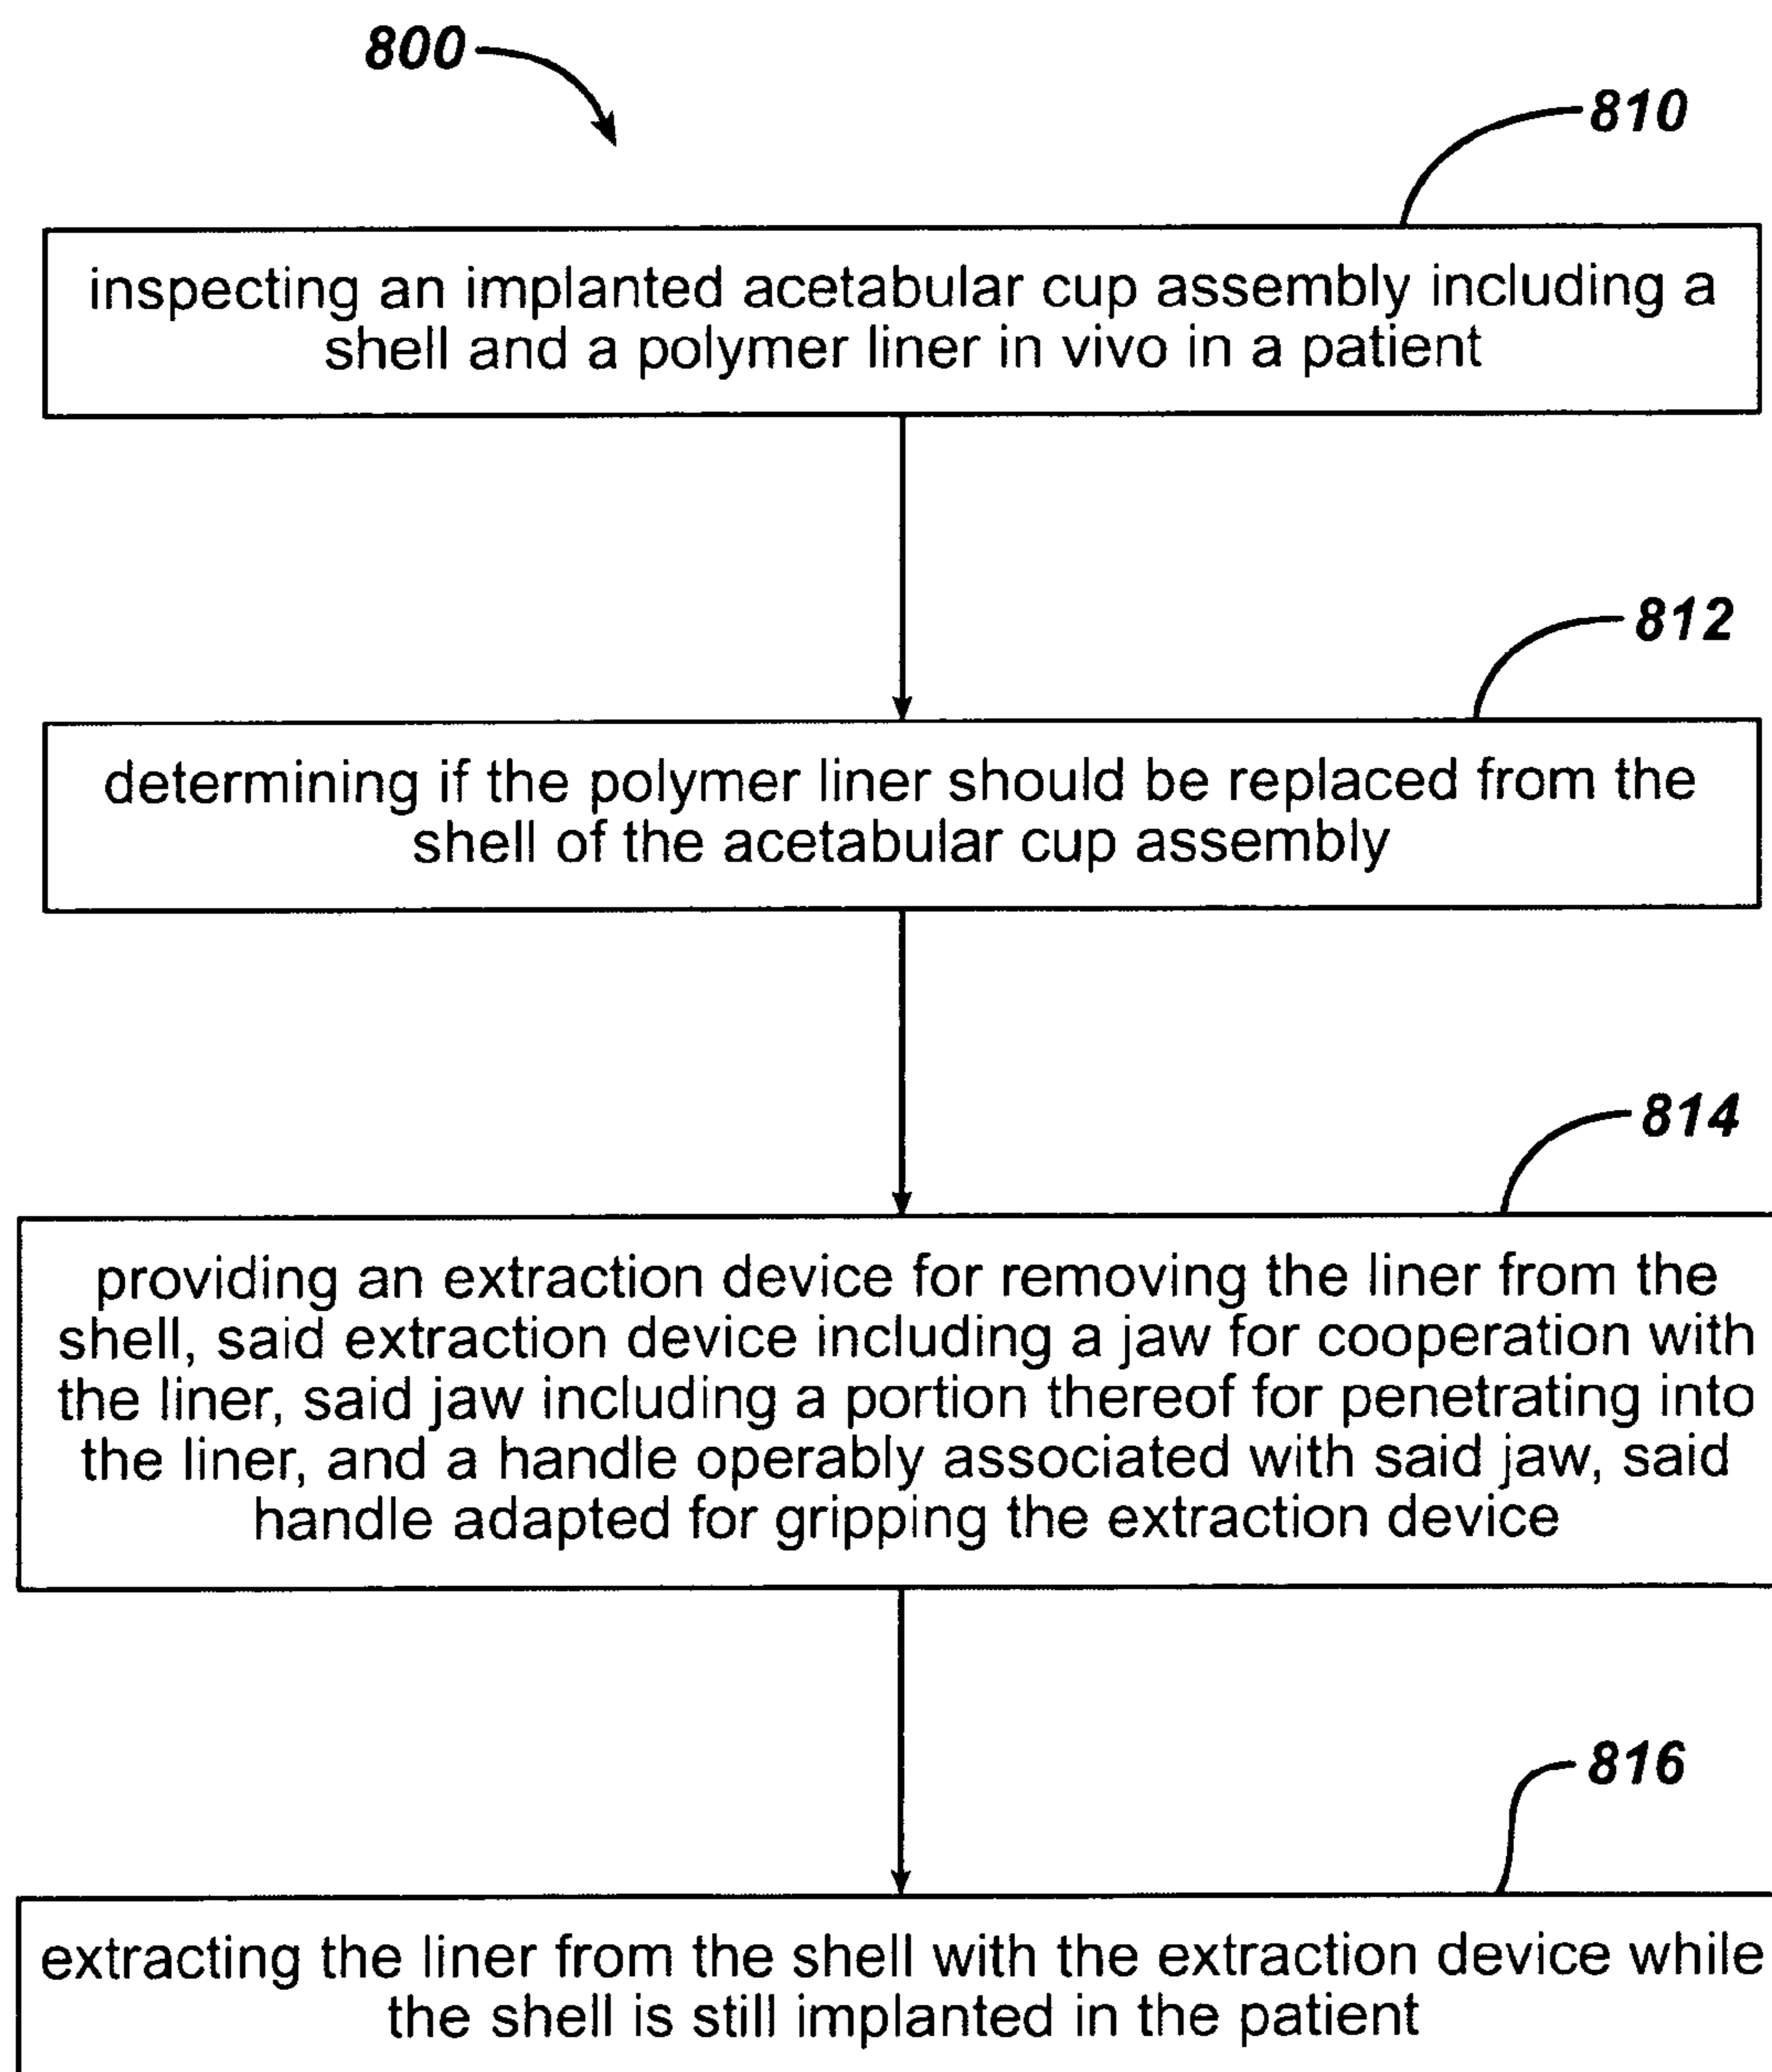 800
810
inspecting an implanted acetabular cup assembly including a
shell and a polymer liner in vivo in a patient
812
determining if the polymer liner should be replaced from the
shell of the acetabular cup assembly
814
providing an extraction device for removing the liner from the
shell, said extraction device including a jaw for cooperation with
the liner, said jaw including a portion thereof for penetrating into
the liner, and a handle operably associated with said jaw, said
handle adapted for gripping the extraction device
816
extracting the liner from the shell with the extraction device while
the shell is still implanted in the patient